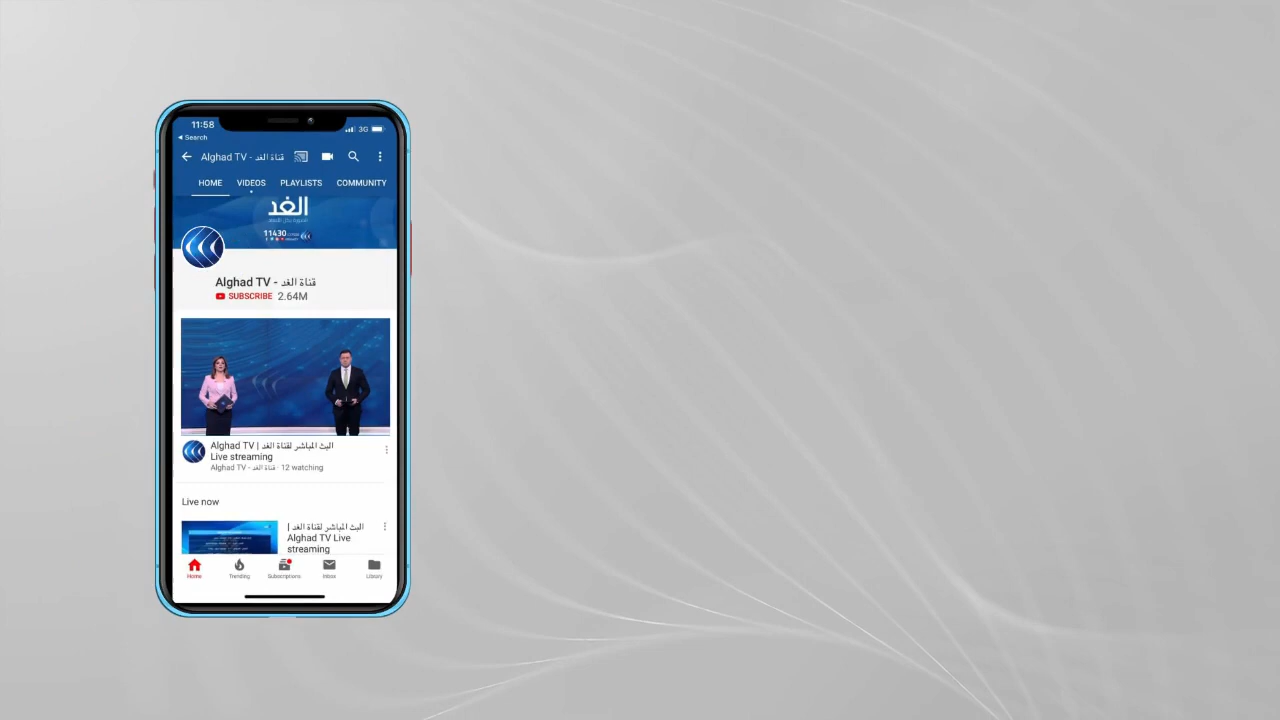 11:58
3G
Search
Alghad TV - قناة الغد
HOME VIDEOS PLAYLISTS COMMUNITY
الغد
11430
Alghad TV - قناة الغد
SUBSCRIBE 2.64M
Alghad TV | البث المباشر لقناة الغد
Live streaming
Alghad TV - قناة الغد · 12 watching
Live now
البث المباشر لقناة الغد |
Alghad TV Live
streaming
Home Trending Subscriptions Inbox Library